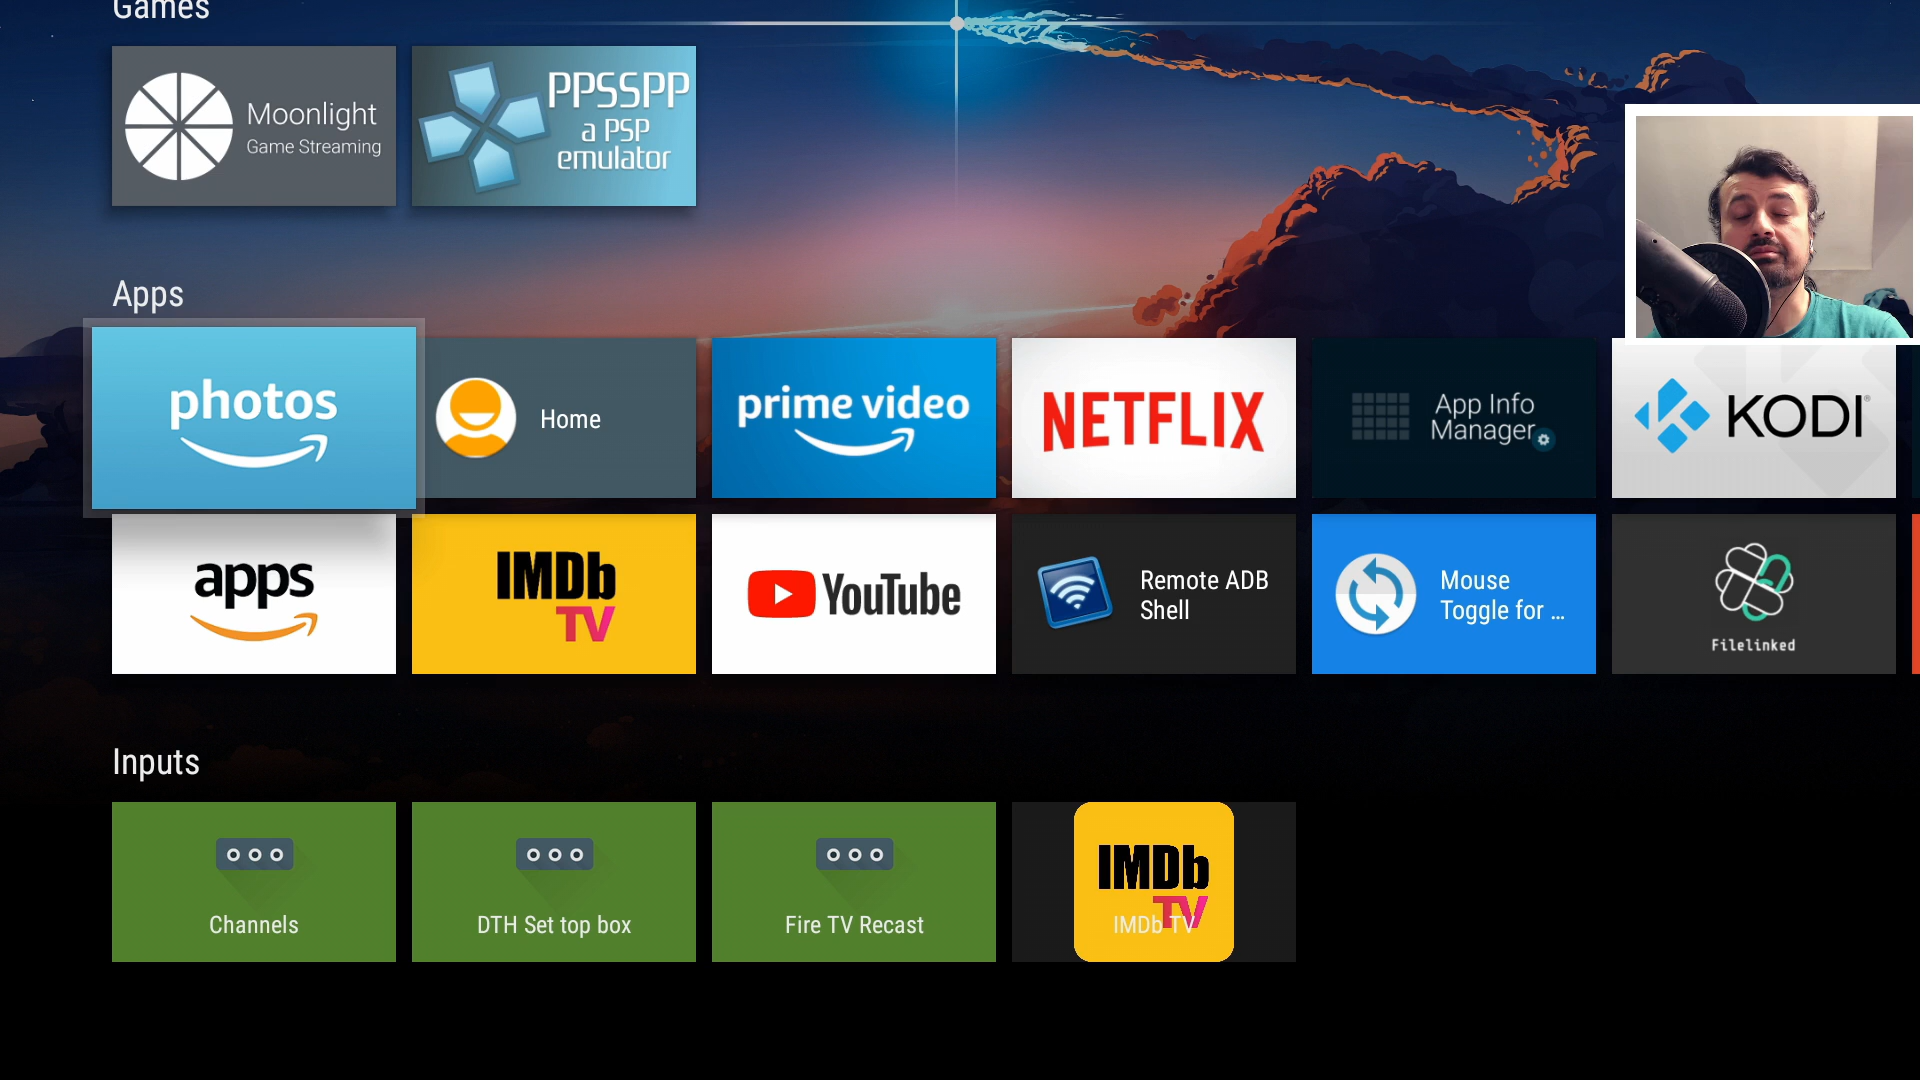 Games
Moonlight
Game Streaming
PPSSPP
a PSP
emulator
Apps
photos
Home
prime video
NETFLIX
App Info
Manager
KODI
apps
IMDb
TV
YouTube
Remote ADB
Shell
Mouse
Toggle for ...
Filelinked
Inputs
Channels
DTH Set top box
Fire TV Recast
IMDb
TV
IMDb TV